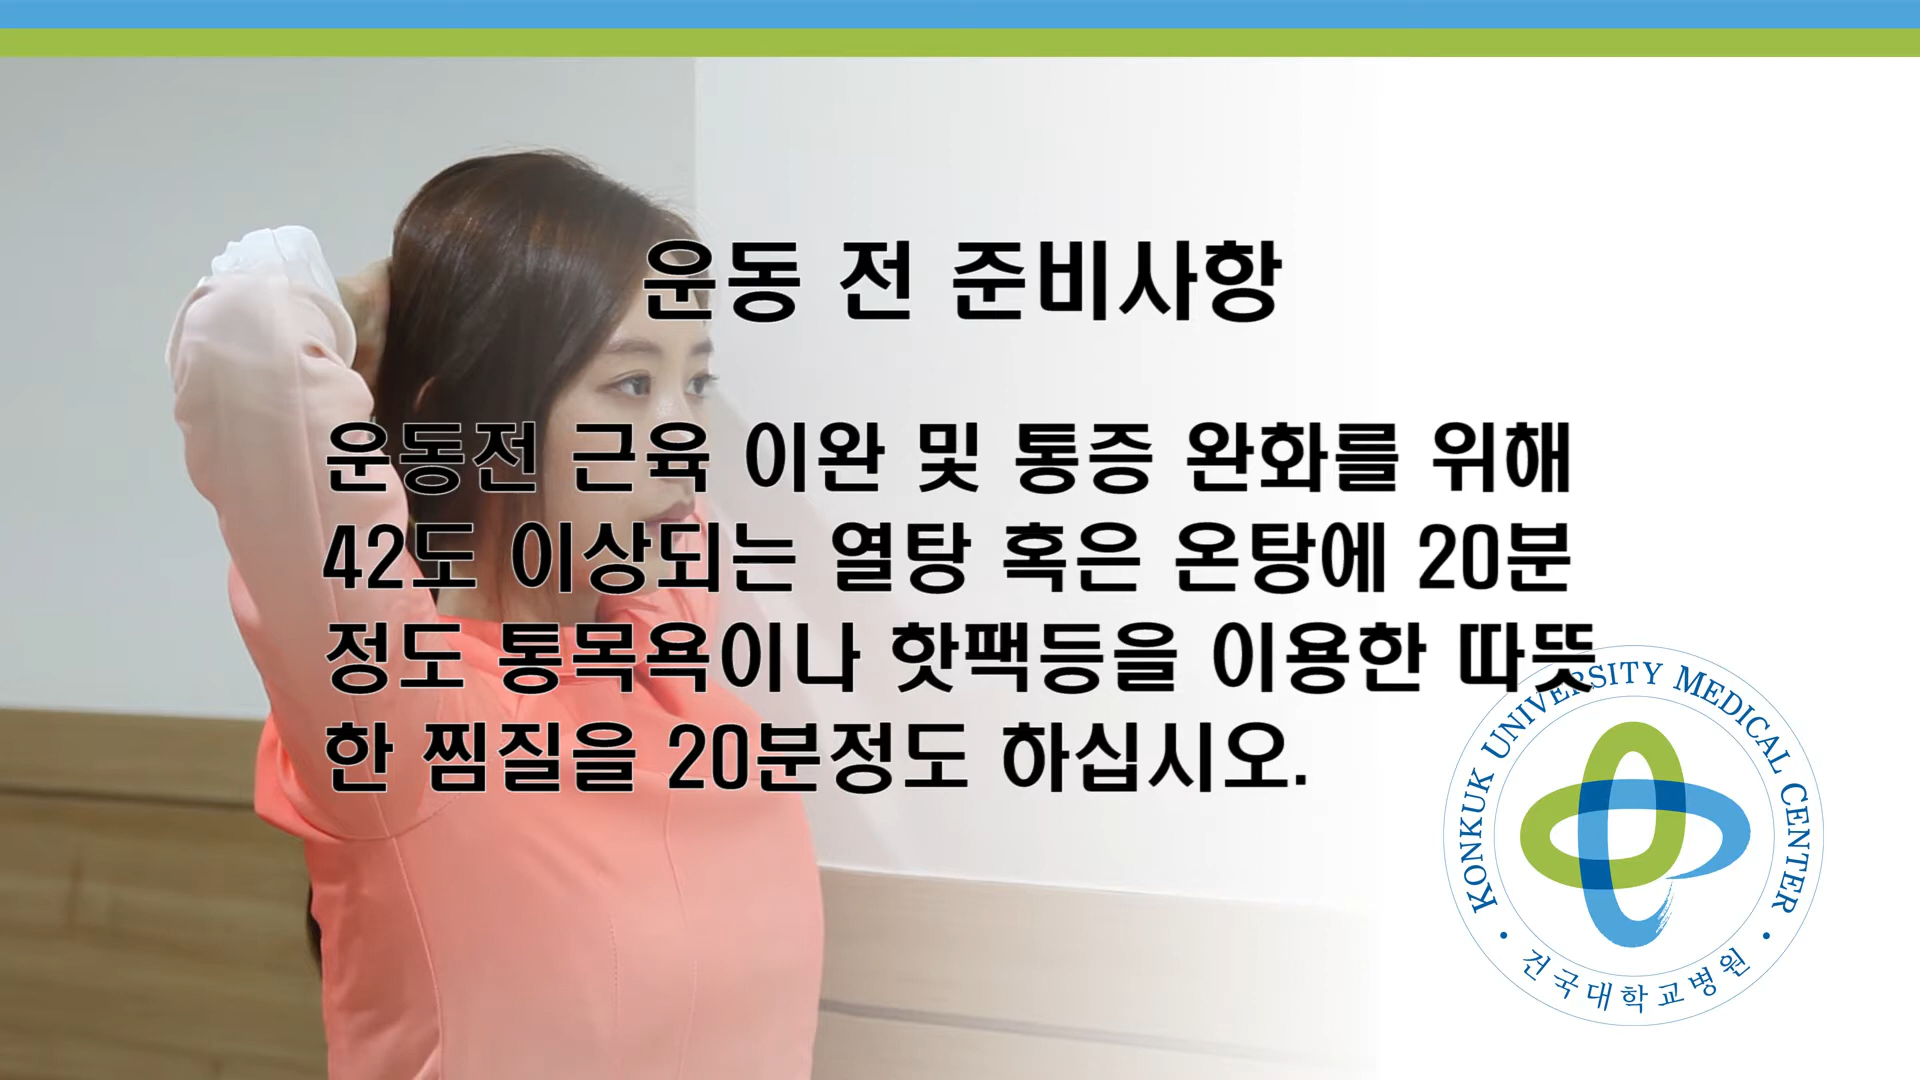 운동 전 준비사항
운동전 근육 이완 및 통증 완화를 위해
42도 이상되는 열탕 혹은 온탕에 20분
정도 통목욕이나 핫팩등을 이용한 따뜻
한 찜질을 20분정도 하십시오.
KONKUK UNIVERSITY MEDICAL CENTER
건국대학교병원